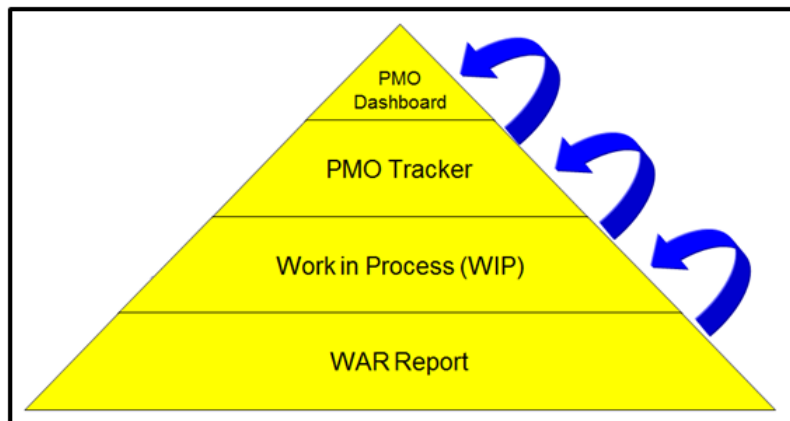 PMO
Dashboard
PMO Tracker
Work in Process (WIP)
WAR Report